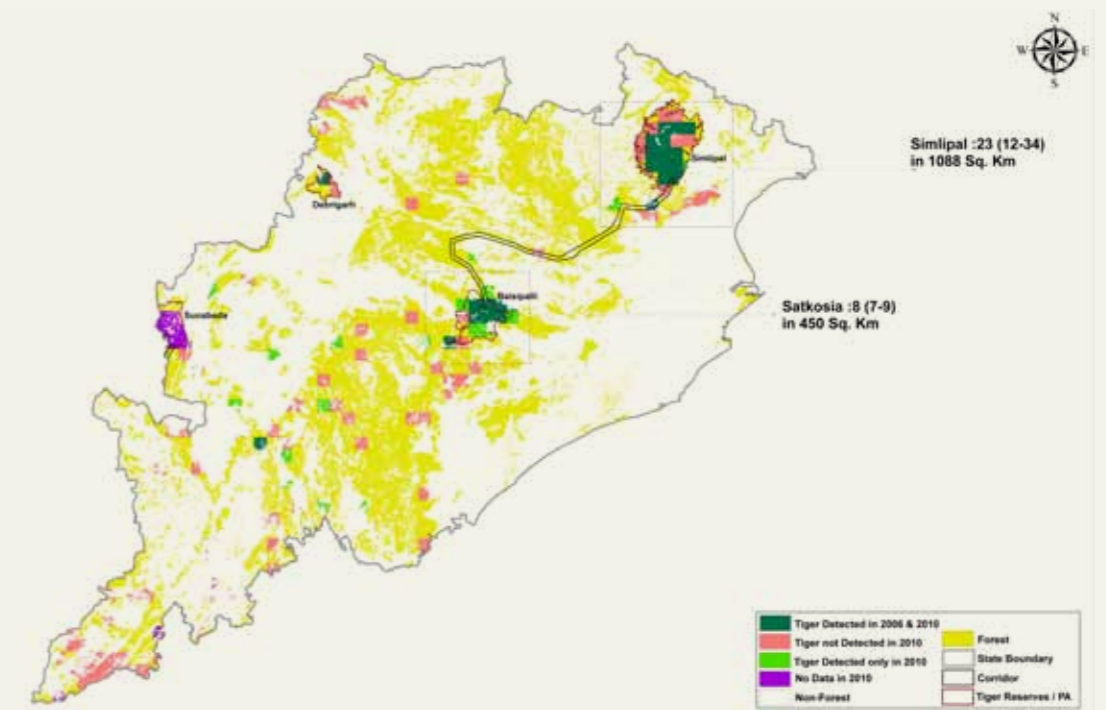 N
W E
S
Simlipal :23 (12-34)
in 1088 Sq. Km
Simlipal
Debrigarh
Baisipalli
Sunabeda
Satkosia :8 (7-9)
in 450 Sq. Km
Tiger Detected in 2006 & 2010
Tiger not Detected in 2010
Tiger Detected only in 2010
No Data in 2010
Non-Forest
Forest
State Boundary
Corridor
Tiger Reserves / PA